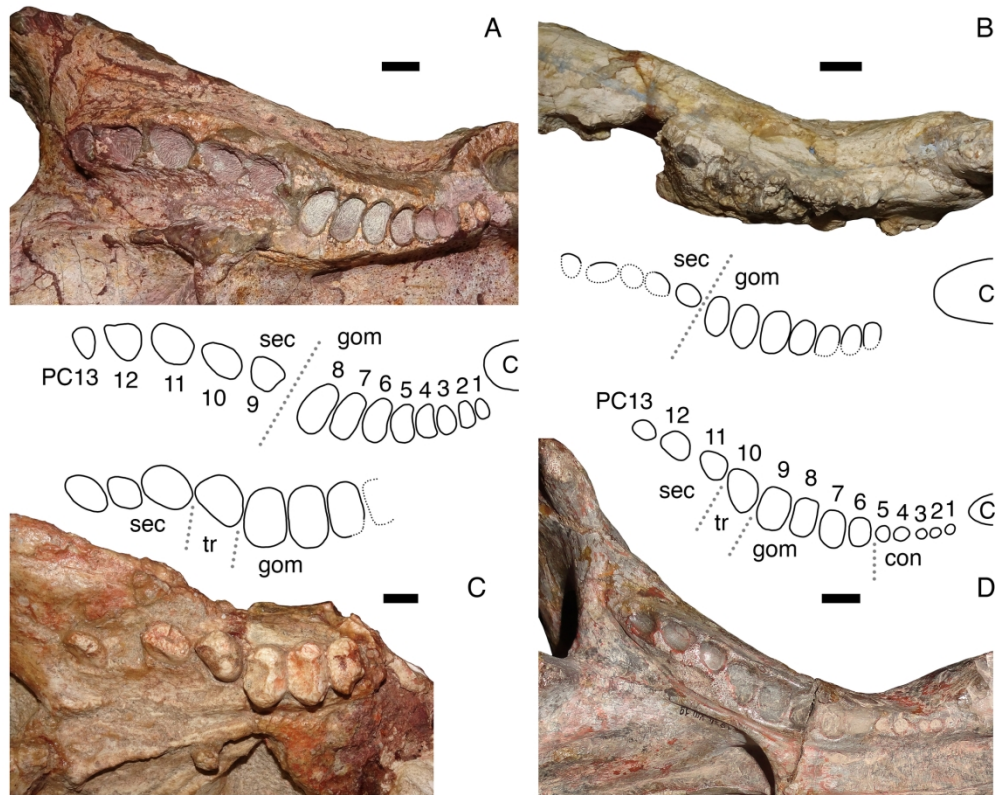 A
B
sec gom
C
sec gom
8 7 6 5 4 3 2 1
C
PC13 12 11 10 9
PC13 12 11 10 9 8 7 6 5 4 3 2 1
C
sec tr gom con
sec tr gom
C
D